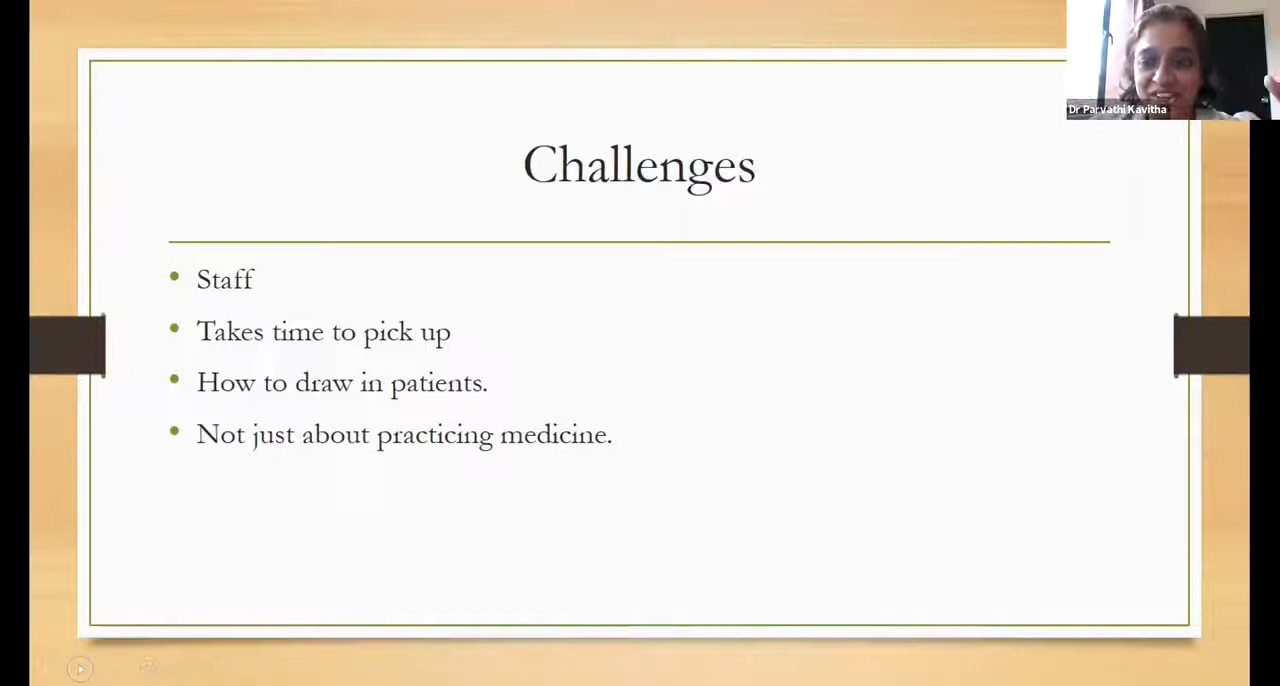 Dr Parvathi Kavitha
Challenges
• Staff
• Takes time to pick up
• How to draw in patients.
• Not just about practicing medicine.